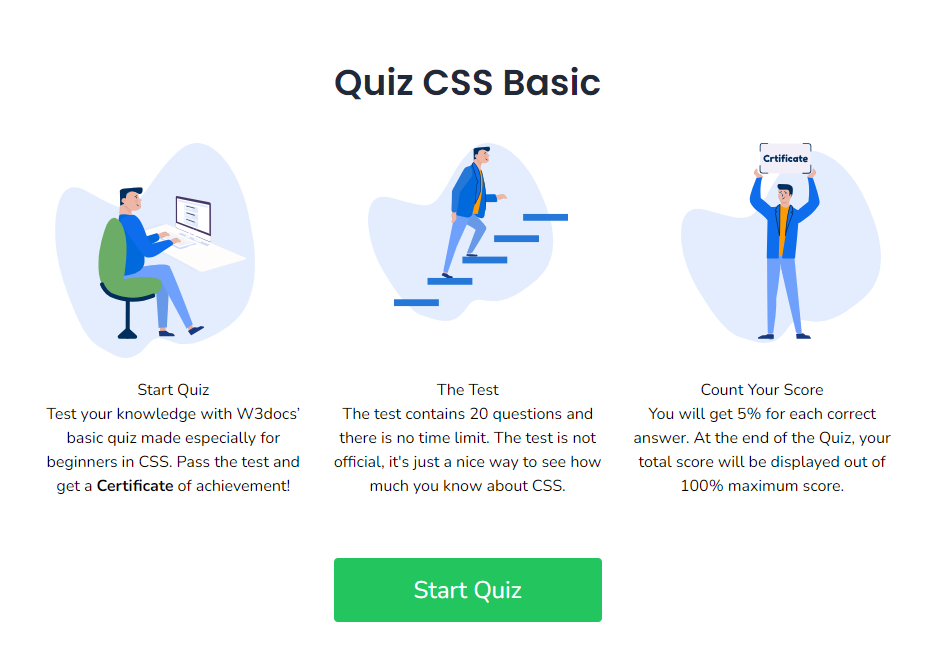 Quiz CSS Basic
Crtificate
Start Quiz
Test your knowledge with W3docs’
basic quiz made especially for
beginners in CSS. Pass the test and
get a Certificate of achievement!
The Test
The test contains 20 questions and
there is no time limit. The test is not
official, it's just a nice way to see how
much you know about CSS.
Count Your Score
You will get 5% for each correct
answer. At the end of the Quiz, your
total score will be displayed out of
100% maximum score.
Start Quiz